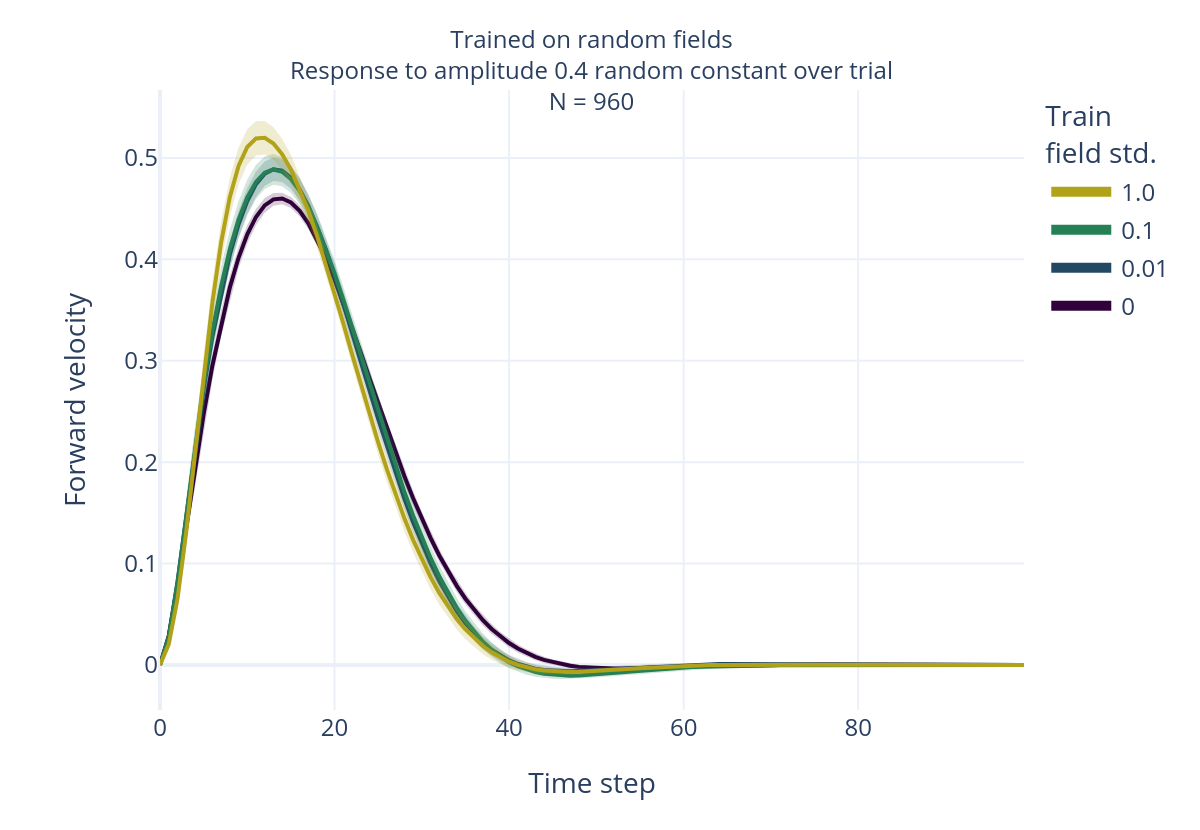 Trained on random fields
Response to amplitude 0.4 random constant over trial
N = 960
Train
field std.
1.0
0.1
0.01
0
Forward velocity
0.5
0.4
0.3
0.2
0.1
0
0
20
40
60
80
Time step